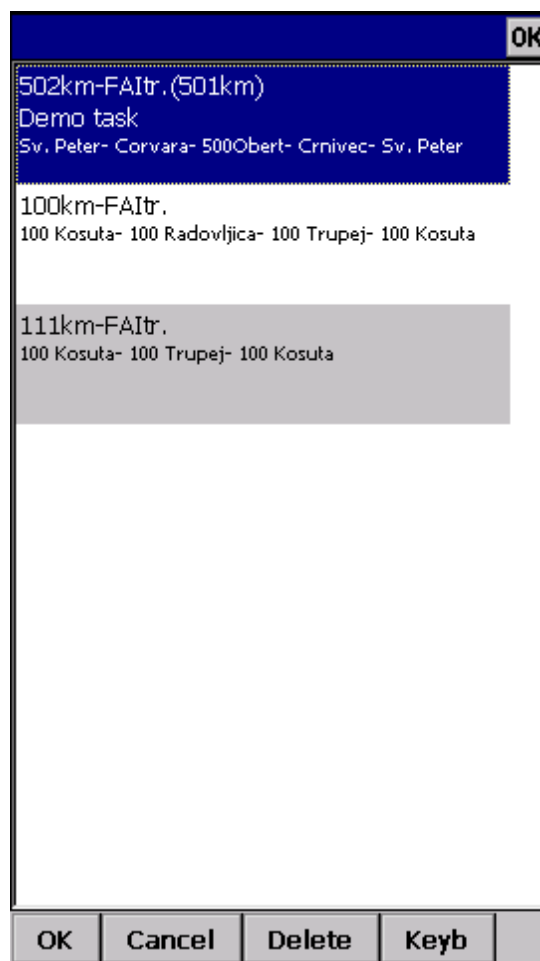 OK
502km-FAItr.(501km)
Demo task
Sv. Peter- Corvara- 500Obert- Crnivec- Sv. Peter
100km-FAItr.
100 Kosuta- 100 Radovljica- 100 Trupej- 100 Kosuta
111km-FAItr.
100 Kosuta- 100 Trupej- 100 Kosuta
OK Cancel Delete Keyb